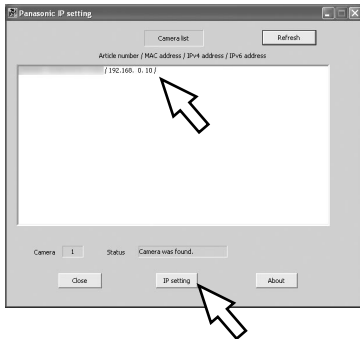 Panasonic IP setting
Camera list
Refresh
Article number / MAC address / IPv4 address / IPv6 address
/ 192.168. 0. 10 /
Camera 1 Status Camera was found.
Close IP setting About